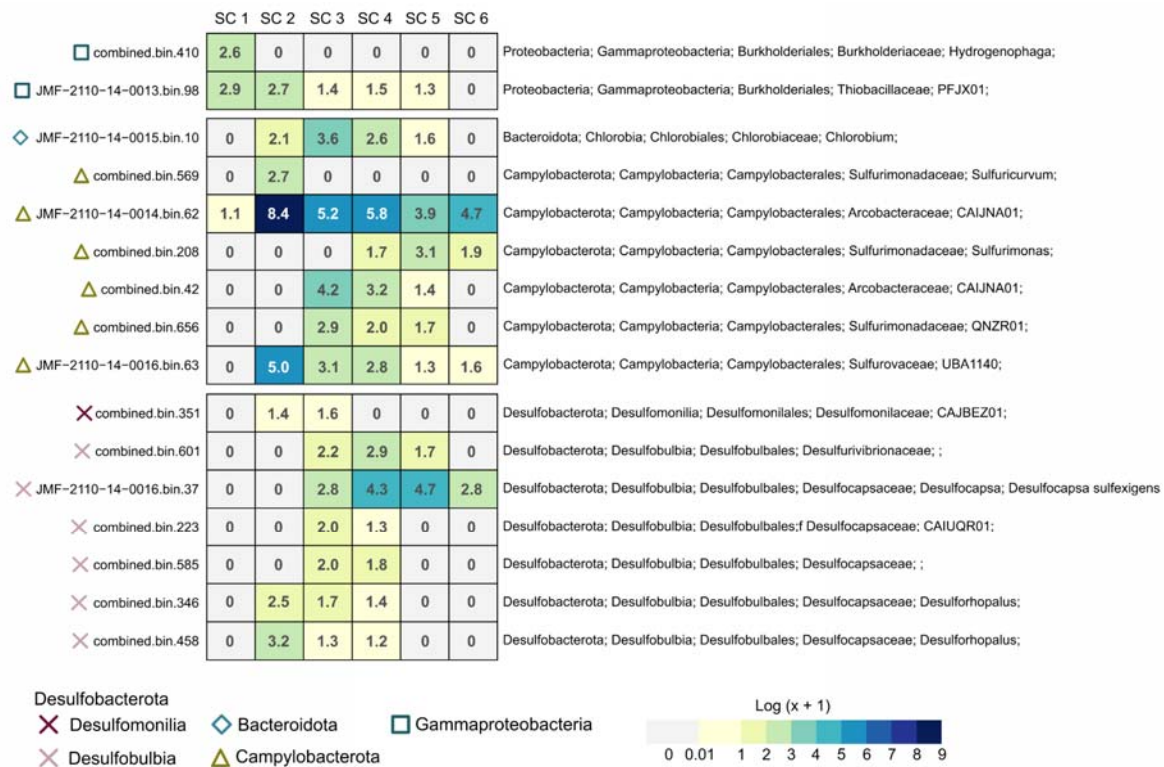 SC 1 SC 2 SC 3 SC 4 SC 5 SC 6
combined.bin.410 2.6 0 0 0 0 0 Proteobacteria; Gammaproteobacteria; Burkholderiales; Burkholderiaceae; Hydrogenophaga;
JMF-2110-14-0013.bin.98 2.9 2.7 1.4 1.5 1.3 0 Proteobacteria; Gammaproteobacteria; Burkholderiales; Thiobacillaceae; PFJX01;
JMF-2110-14-0015.bin.10 0 2.1 3.6 2.6 1.6 0 Bacteroidota; Chlorobia; Chlorobiales; Chlorobiaceae; Chlorobium;
combined.bin.569 0 2.7 0 0 0 0 Campylobacterota; Campylobacteria; Campylobacterales; Sulfurimonadaceae; Sulfuricurvum;
JMF-2110-14-0014.bin.62 1.1 8.4 5.2 5.8 3.9 4.7 Campylobacterota; Campylobacteria; Campylobacterales; Arcobacteraceae; CAIJNA01;
combined.bin.208 0 0 0 1.7 3.1 1.9 Campylobacterota; Campylobacteria; Campylobacterales; Sulfurimonadaceae; Sulfurimonas;
combined.bin.42 0 0 4.2 3.2 1.4 0 Campylobacterota; Campylobacteria; Campylobacterales; Arcobacteraceae; CAIJNA01;
combined.bin.656 0 0 2.9 2.0 1.7 0 Campylobacterota; Campylobacteria; Campylobacterales; Sulfurimonadaceae; QNZR01;
JMF-2110-14-0016.bin.63 0 5.0 3.1 2.8 1.3 1.6 Campylobacterota; Campylobacteria; Campylobacterales; Sulfurovaceae; UBA1140;
combined.bin.351 0 1.4 1.6 0 0 0 Desulfobacterota; Desulfomonilia; Desulfomonilales; Desulfomonilaceae; CAJBEZ01;
combined.bin.601 0 0 2.2 2.9 1.7 0 Desulfobacterota; Desulfobulbia; Desulfobulbales; Desulfurivibrionaceae; ;
JMF-2110-14-0016.bin.37 0 0 2.8 4.3 4.7 2.8 Desulfobacterota; Desulfobulbia; Desulfobulbales; Desulfocapsaceae; Desulfocapsa; Desulfocapsa sulfexigens
combined.bin.223 0 0 2.0 1.3 0 0 Desulfobacterota; Desulfobulbia; Desulfobulbales;f Desulfocapsaceae; CAIUQR01;
combined.bin.585 0 0 2.0 1.8 0 0 Desulfobacterota; Desulfobulbia; Desulfobulbales; Desulfocapsaceae; ;
combined.bin.346 0 2.5 1.7 1.4 0 0 Desulfobacterota; Desulfobulbia; Desulfobulbales; Desulfocapsaceae; Desulforhopalus;
combined.bin.458 0 3.2 1.3 1.2 0 0 Desulfobacterota; Desulfobulbia; Desulfobulbales; Desulfocapsaceae; Desulforhopalus;
Desulfobacterota
Desulfomonilia Bacteroidota Gammaproteobacteria
Desulfobulbia Campylobacterota
Log (x + 1)
0 0.01 1 2 3 4 5 6 7 8 9